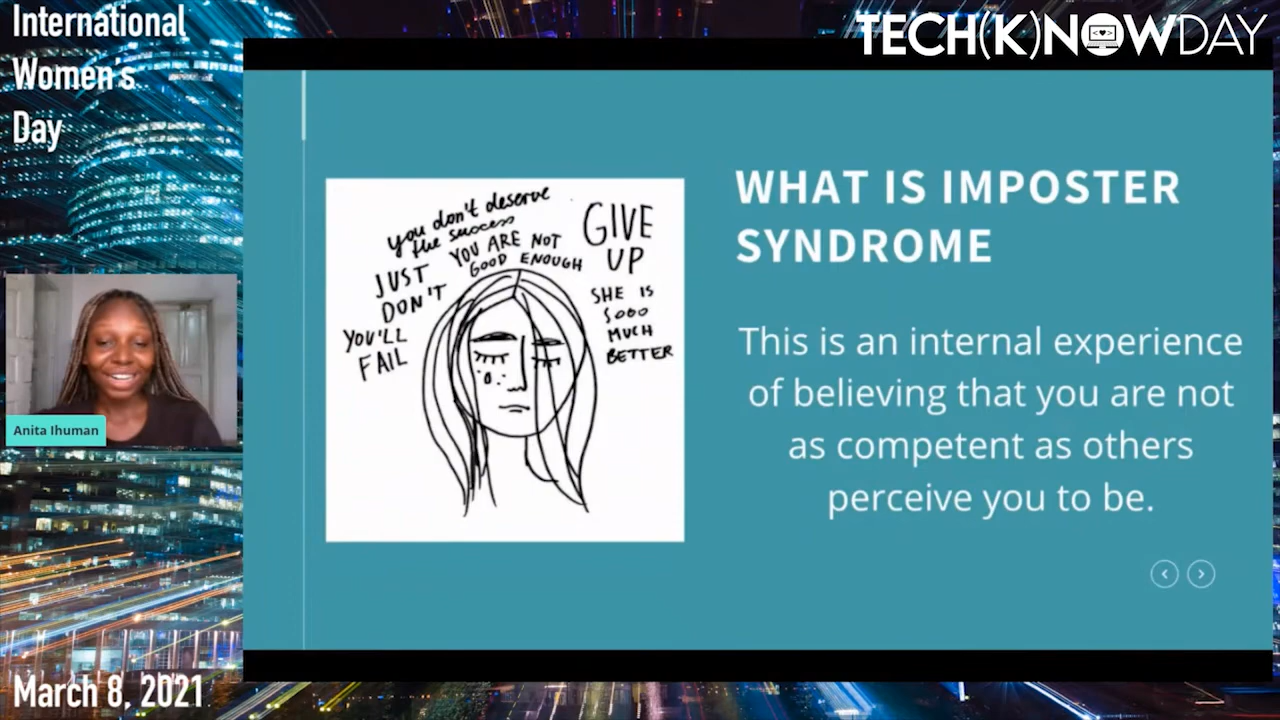 International
Women's
Day
TECH(K)NOWDAY
WHAT IS IMPOSTER
SYNDROME
This is an internal experience
of believing that you are not
as competent as others
perceive you to be.
you don't deserve
the success
YOU ARE NOT
GOOD ENOUGH
GIVE
UP
JUST
DON'T
YOU'LL
FAIL
SHE IS
SOOO
MUCH
BETTER
Anita Ihuman
March 8, 2021